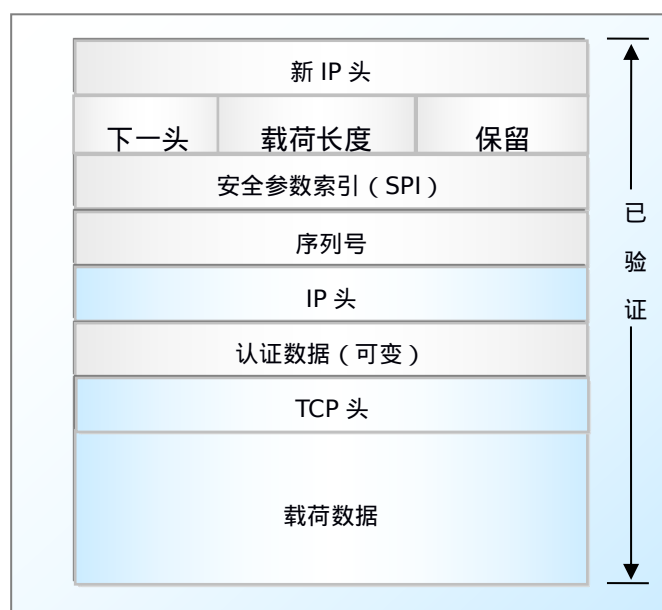 新 IP 头
下一头 载荷长度 保留
安全参数索引（SPI）
序列号
IP 头
认证数据（可变）
TCP 头
载荷数据
已
验
证